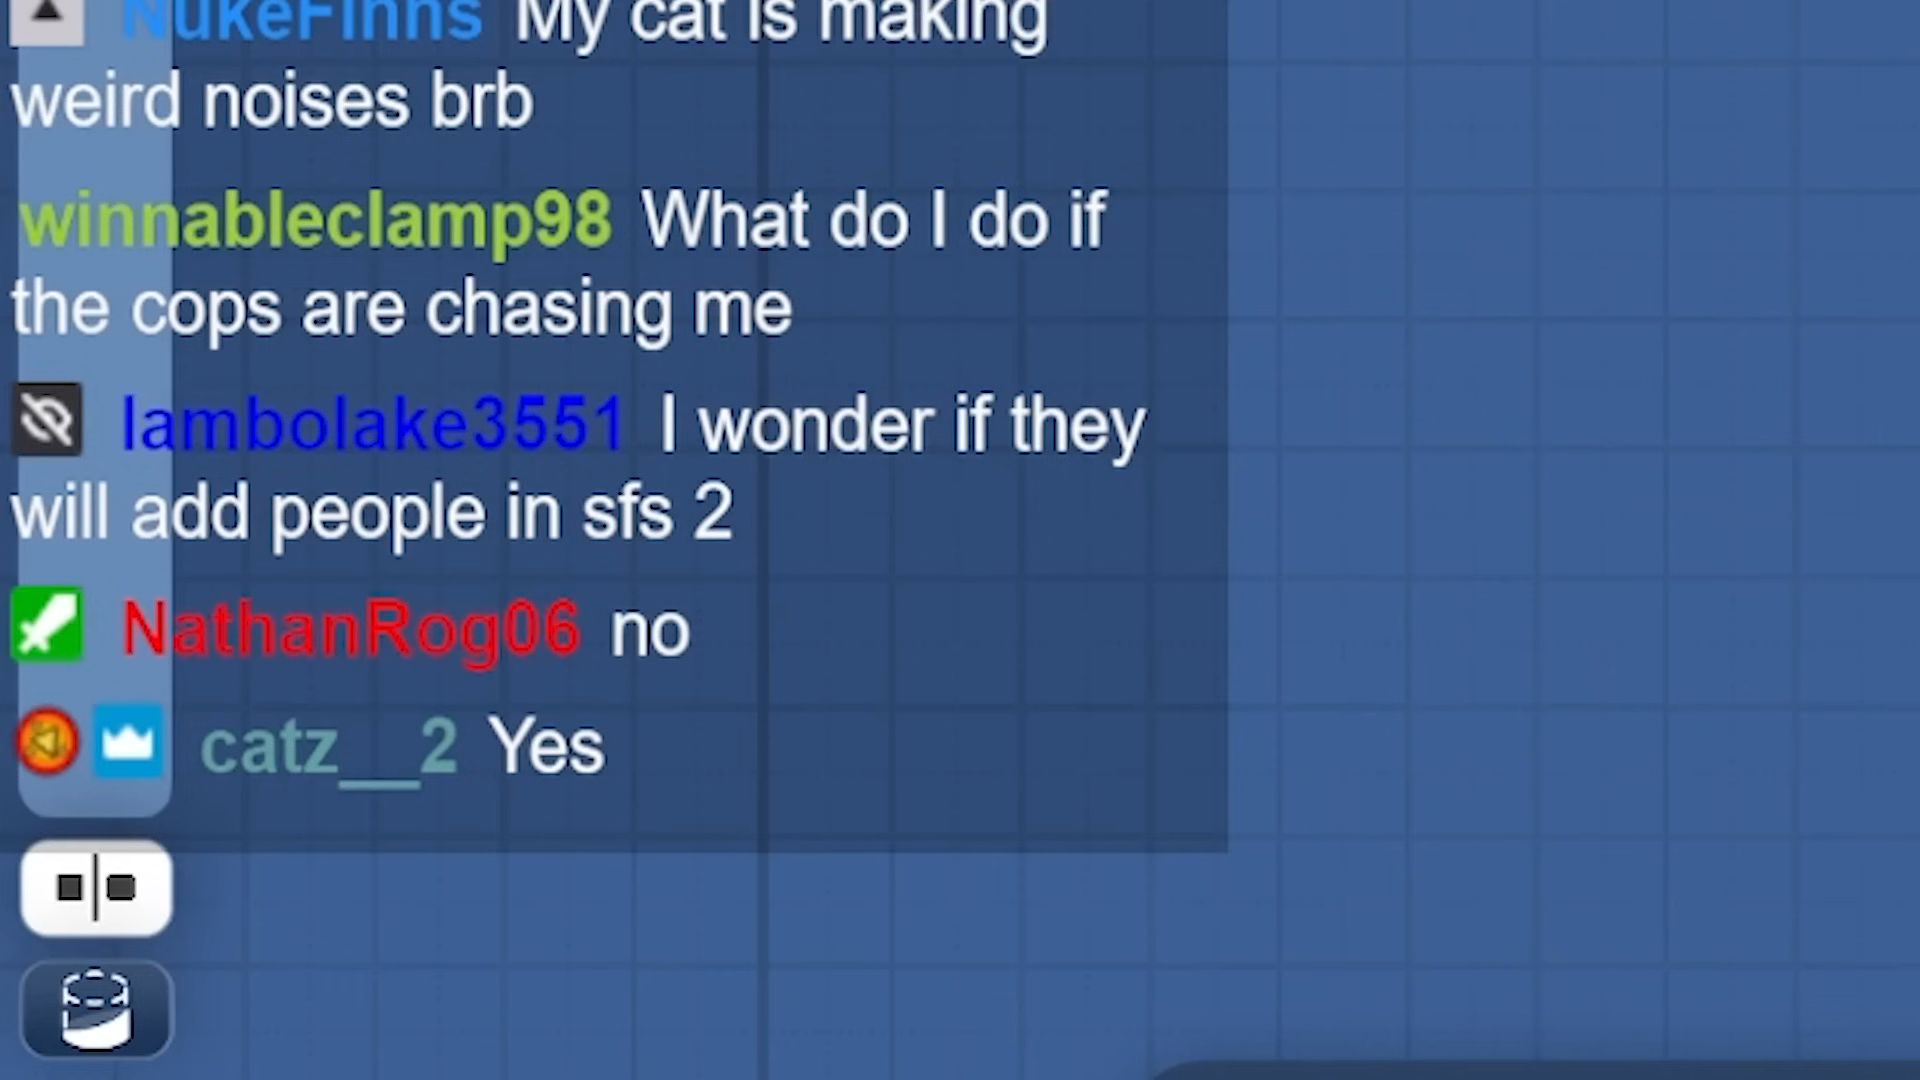 NukeFinns My cat is making
weird noises brb
winnableclamp98 What do I do if
the cops are chasing me
lambolake3551 I wonder if they
will add people in sfs 2
NathanRog06 no
catz__2 Yes